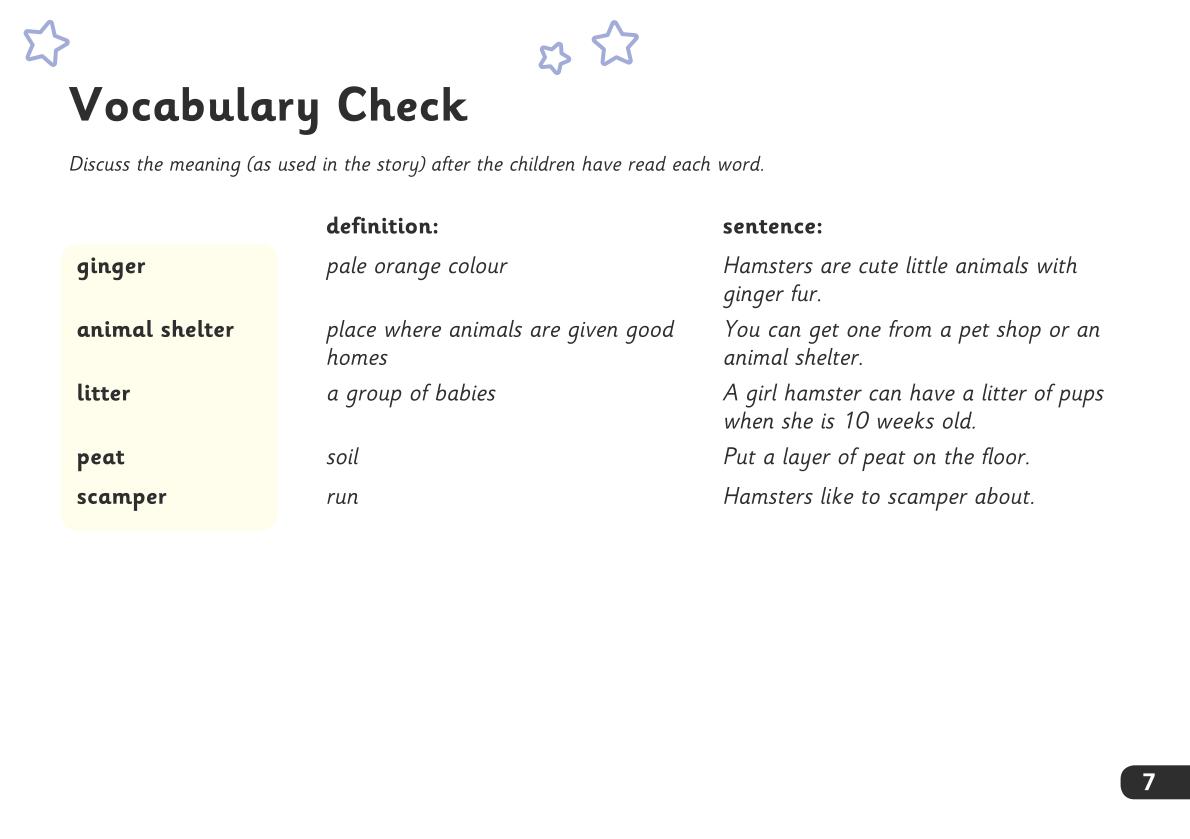 Vocabulary Check
Discuss the meaning (as used in the story) after the children have read each word.
definition:
sentence:
ginger
pale orange colour
Hamsters are cute little animals with
ginger fur.
animal shelter
place where animals are given good
homes
You can get one from a pet shop or an
animal shelter.
litter
a group of babies
A girl hamster can have a litter of pups
when she is 10 weeks old.
peat
soil
Put a layer of peat on the floor.
scamper
run
Hamsters like to scamper about.
7